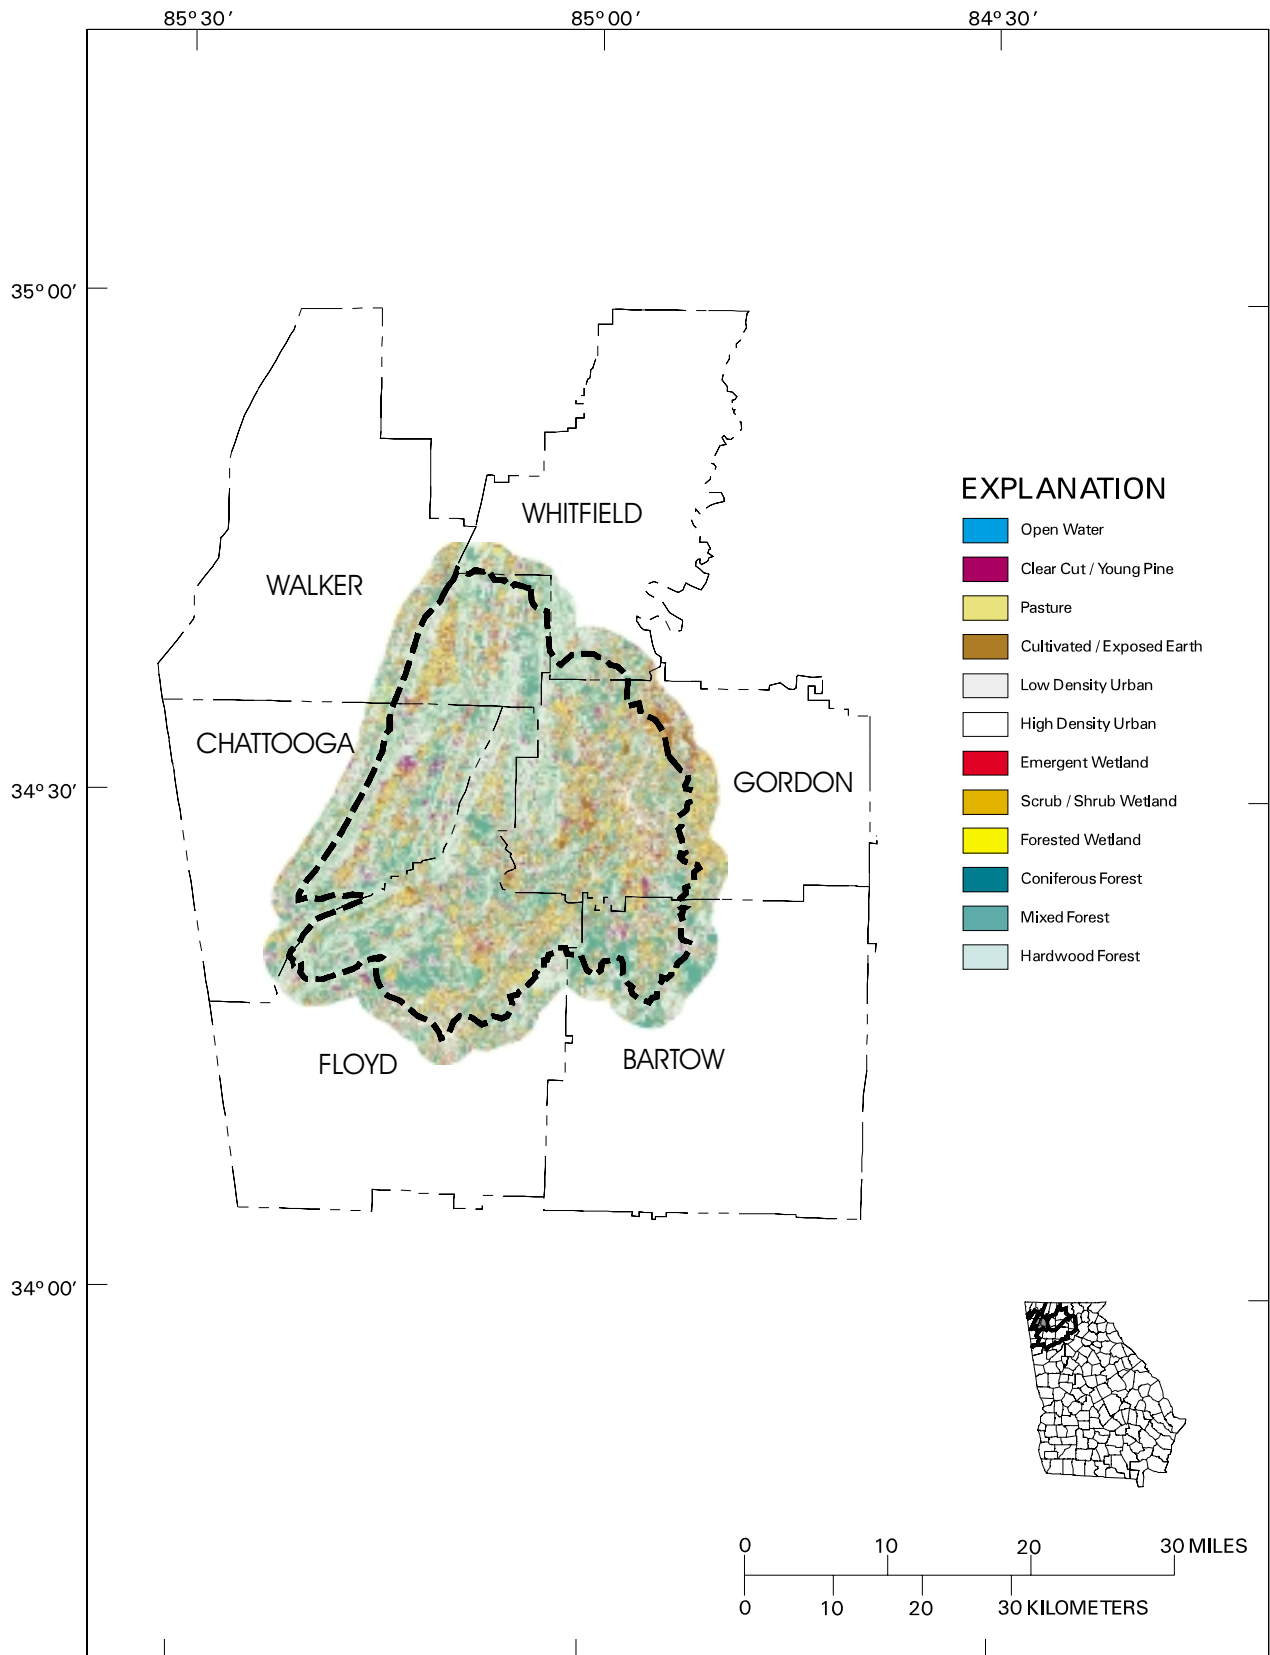 85° 30 ′ 85° 00 ′ 84° 30 ′
35° 00′
WHITFIELD
EXPLANATION
Open Water
Clear Cut / Young Pine
Pasture
Cultivated / Exposed Earth
Low Density Urban
High Density Urban
Emergent Wetland
Scrub / Shrub Wetland
Forested Wetland
Coniferous Forest
Mixed Forest
Hardwood Forest
WALKER
CHATTOOGA
34° 30′
GORDON
FLOYD
BARTOW
34° 00′
0 10 20 30 MILES
0 10 20 30 KILOMETERS